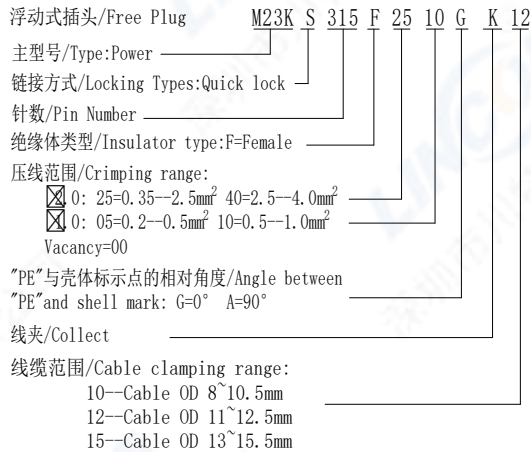 浮动式插头/Free Plug M23K S 315 F 25 10 G K 12
主型号/Type:Power
链接方式/Locking Types:Quick lock
针数/Pin Number
绝缘体类型/Insulator type:F=Female
压线范围/Crimping range:
2.0: 25=0.35--2.5mm² 40=2.5--4.0mm²
1.0: 05=0.2--0.5mm² 10=0.5--1.0mm²
Vacancy=00
"PE"与壳体标示点的相对角度/Angle between
"PE"and shell mark: G=0° A=90°
线夹/Collect
线缆范围/Cable clamping range:
10--Cable OD 8~10.5mm
12--Cable OD 11~12.5mm
15--Cable OD 13~15.5mm